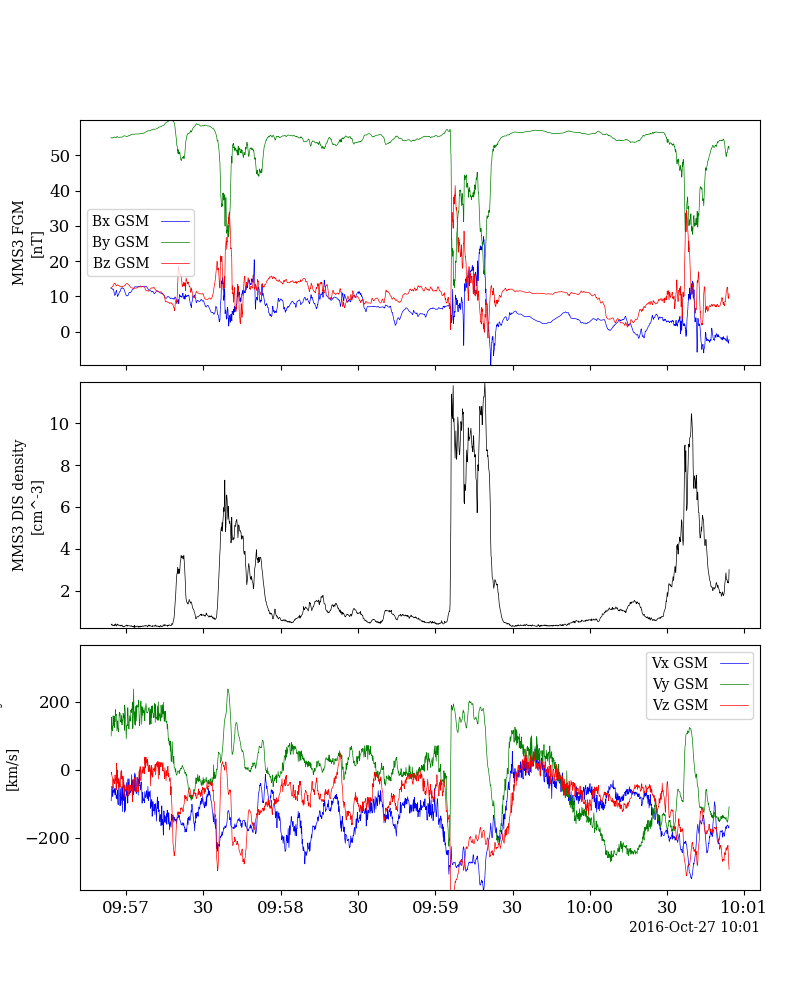 MMS3 FGM
[nT]
50
40
30
20
10
0
Bx GSM
By GSM
Bz GSM
MMS3 DIS density
[cm^-3]
10
8
6
4
2
[km/s]
200
0
−200
Vx GSM
Vy GSM
Vz GSM
09:57 30 09:58 30 09:59 30 10:00 30 10:01
2016-Oct-27 10:01